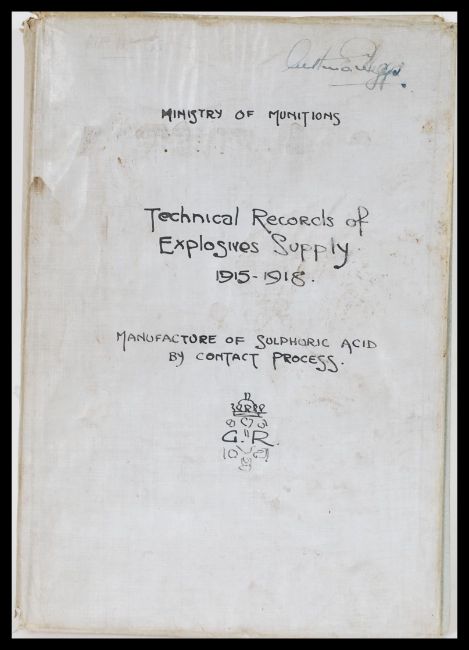 MINISTRY OF MUNITIONS
Technical Records of
Explosives Supply
1915-1918.
MANUFACTURE OF SULPHURIC ACID
BY CONTACT PROCESS.
G.R.